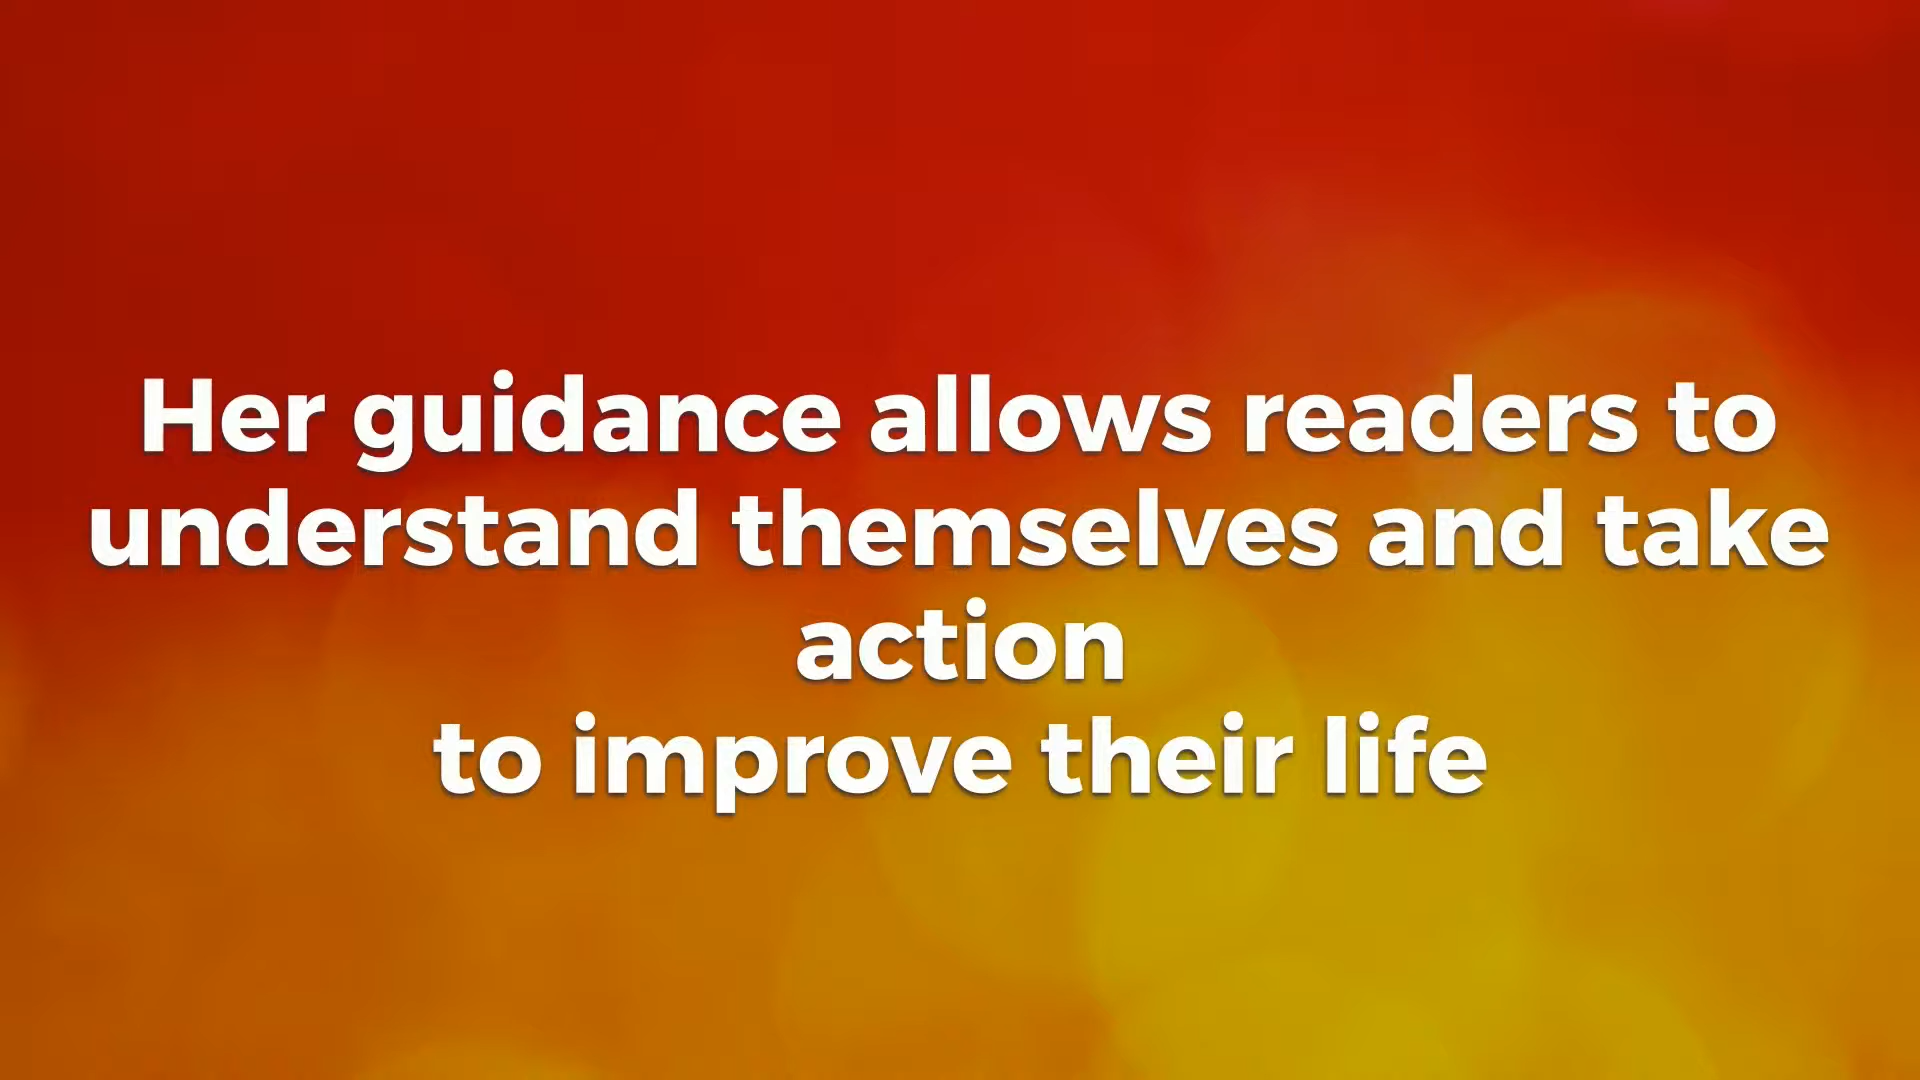 Her guidance allows readers to
understand themselves and take
action
to improve their life